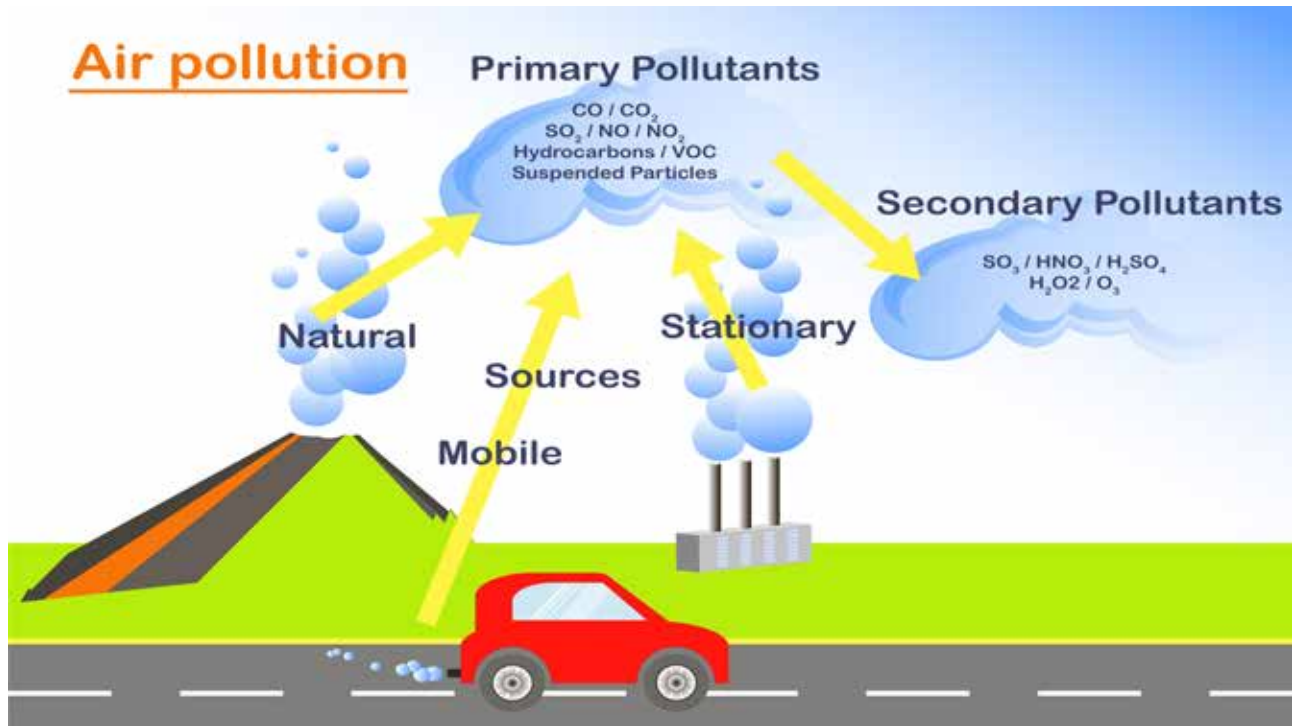 Air pollution
Primary Pollutants
CO / CO₂
SO₂ / NO / NO₂
Hydrocarbons / VOC
Suspended Particles
Secondary Pollutants
SO₃ / HNO₃ / H₂SO₄
H₂O2 / O₃
Natural
Sources
Mobile
Stationary